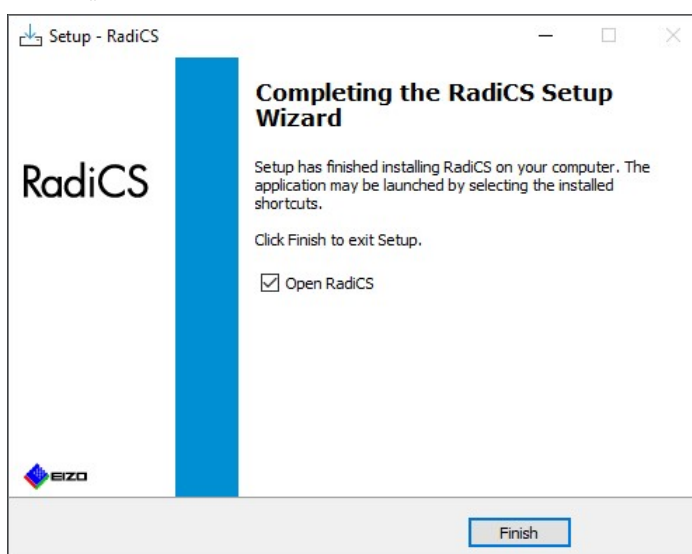 Setup - RadiCS
Completing the RadiCS Setup
Wizard
RadiCS
Setup has finished installing RadiCS on your computer. The
application may be launched by selecting the installed
shortcuts.
Click Finish to exit Setup.
Open RadiCS
EIZO
Finish